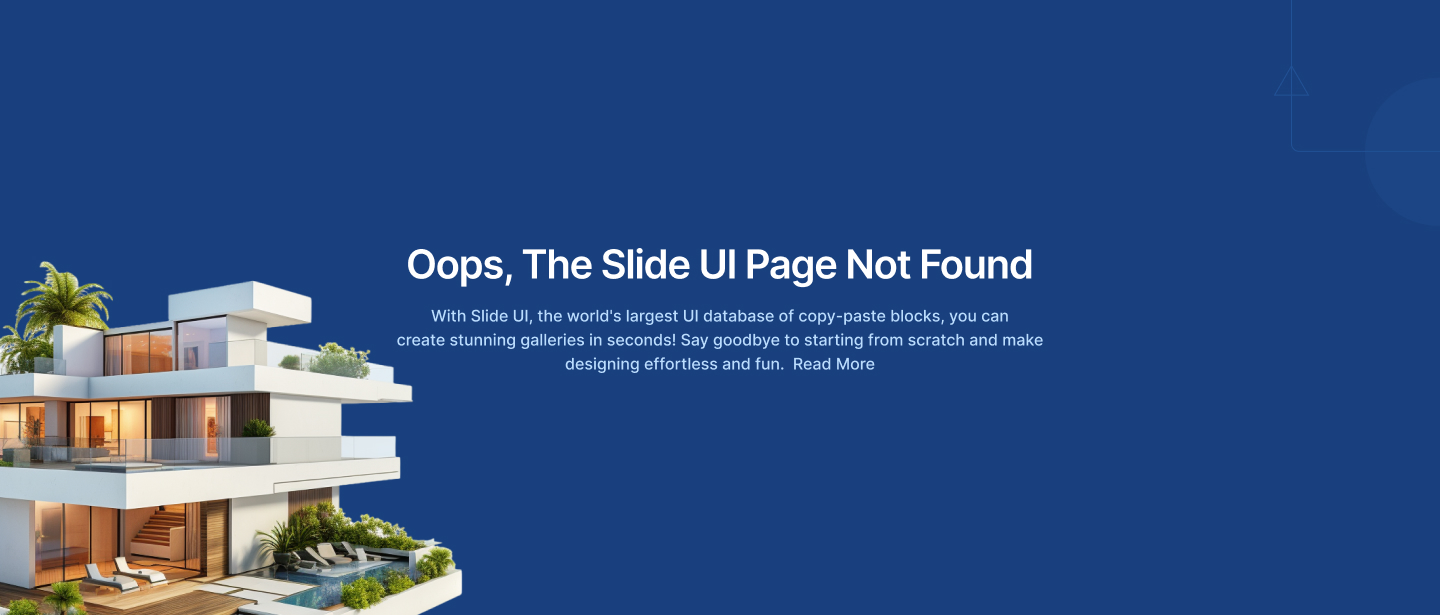 Oops, The Slide UI Page Not Found
With Slide UI, the world's largest UI database of copy-paste blocks, you can
create stunning galleries in seconds! Say goodbye to starting from scratch and make
designing effortless and fun.  Read More